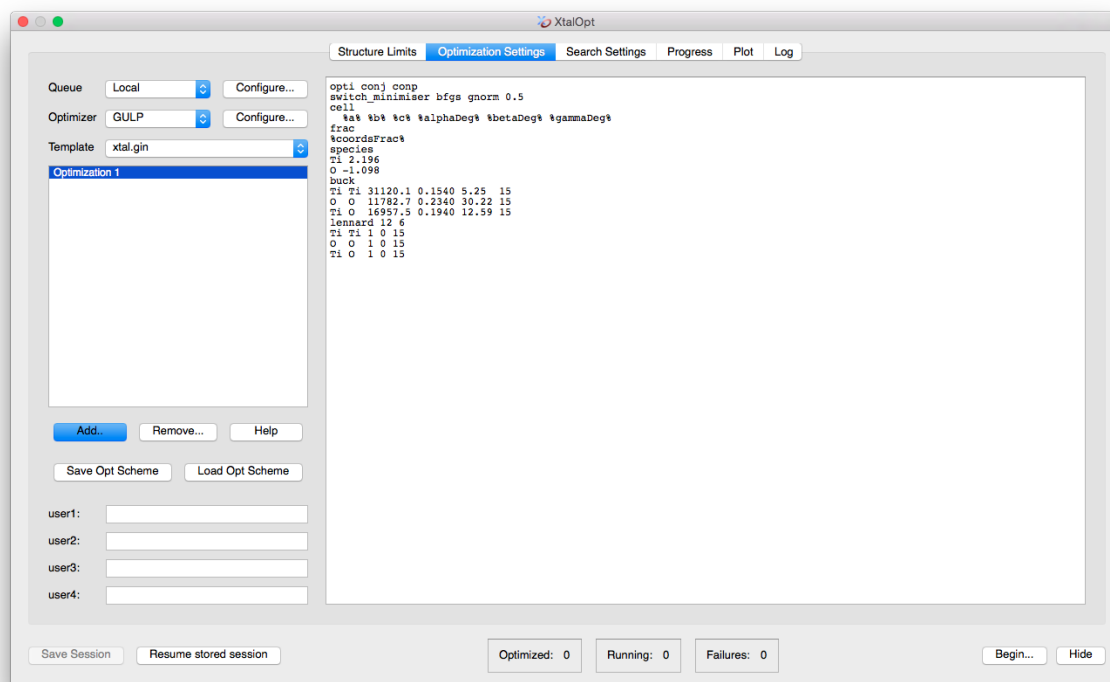 XtalOpt
Structure Limits Optimization Settings Search Settings Progress Plot Log
Queue Local Configure...
Optimizer GULP Configure...
Template xtal.gin
Optimization 1
Add.. Remove... Help
Save Opt Scheme Load Opt Scheme
user1:
user2:
user3:
user4:
opti conj conp
switch_minimiser bfgs gnorm 0.5
cell
%a% %b% %c% %alphaDeg% %betaDeg% %gammaDeg%
frac
%coordsFrac%
species
Ti 2.196
O -1.098
buck
Ti Ti 31120.1 0.1540 5.25 15
O O 11782.7 0.2340 30.22 15
Ti O 16957.5 0.1940 12.59 15
lennard 12 6
Ti Ti 1 0 15
O O 1 0 15
Ti O 1 0 15
Save Session Resume stored session Optimized: 0 Running: 0 Failures: 0 Begin... Hide